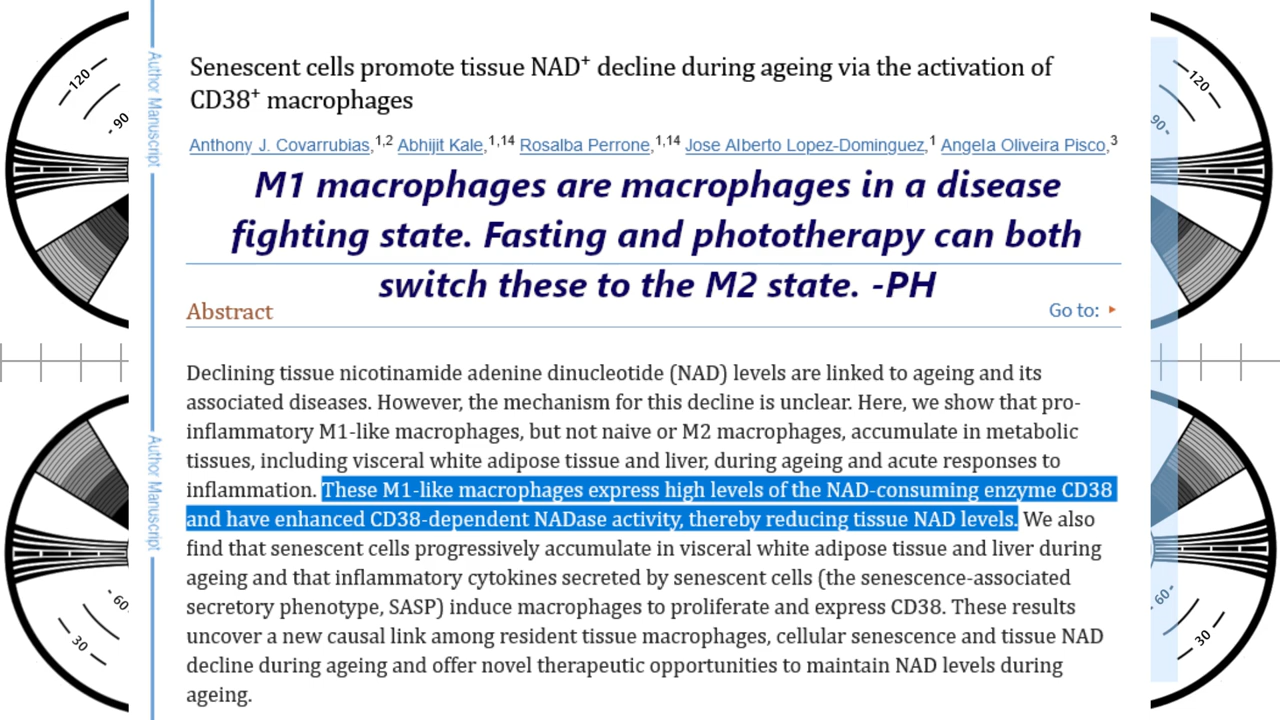 Senescent cells promote tissue NAD⁺ decline during ageing via the activation of
CD38⁺ macrophages
Anthony J. Covarrubias,1,2 Abhijit Kale,1,14 Rosalba Perrone,1,14 Jose Alberto Lopez-Dominguez,1 Angela Oliveira Pisco,3
M1 macrophages are macrophages in a disease
fighting state. Fasting and phototherapy can both
switch these to the M2 state. -PH
Abstract
Go to: ▸
Declining tissue nicotinamide adenine dinucleotide (NAD) levels are linked to ageing and its
associated diseases. However, the mechanism for this decline is unclear. Here, we show that pro-
inflammatory M1-like macrophages, but not naive or M2 macrophages, accumulate in metabolic
tissues, including visceral white adipose tissue and liver, during ageing and acute responses to
inflammation. These M1-like macrophages express high levels of the NAD-consuming enzyme CD38
and have enhanced CD38-dependent NADase activity, thereby reducing tissue NAD levels. We also
find that senescent cells progressively accumulate in visceral white adipose tissue and liver during
ageing and that inflammatory cytokines secreted by senescent cells (the senescence-associated
secretory phenotype, SASP) induce macrophages to proliferate and express CD38. These results
uncover a new causal link among resident tissue macrophages, cellular senescence and tissue NAD
decline during ageing and offer novel therapeutic opportunities to maintain NAD levels during
ageing.
Author Manuscript
Author Manuscript
120
90
60
30
120
90
60
30